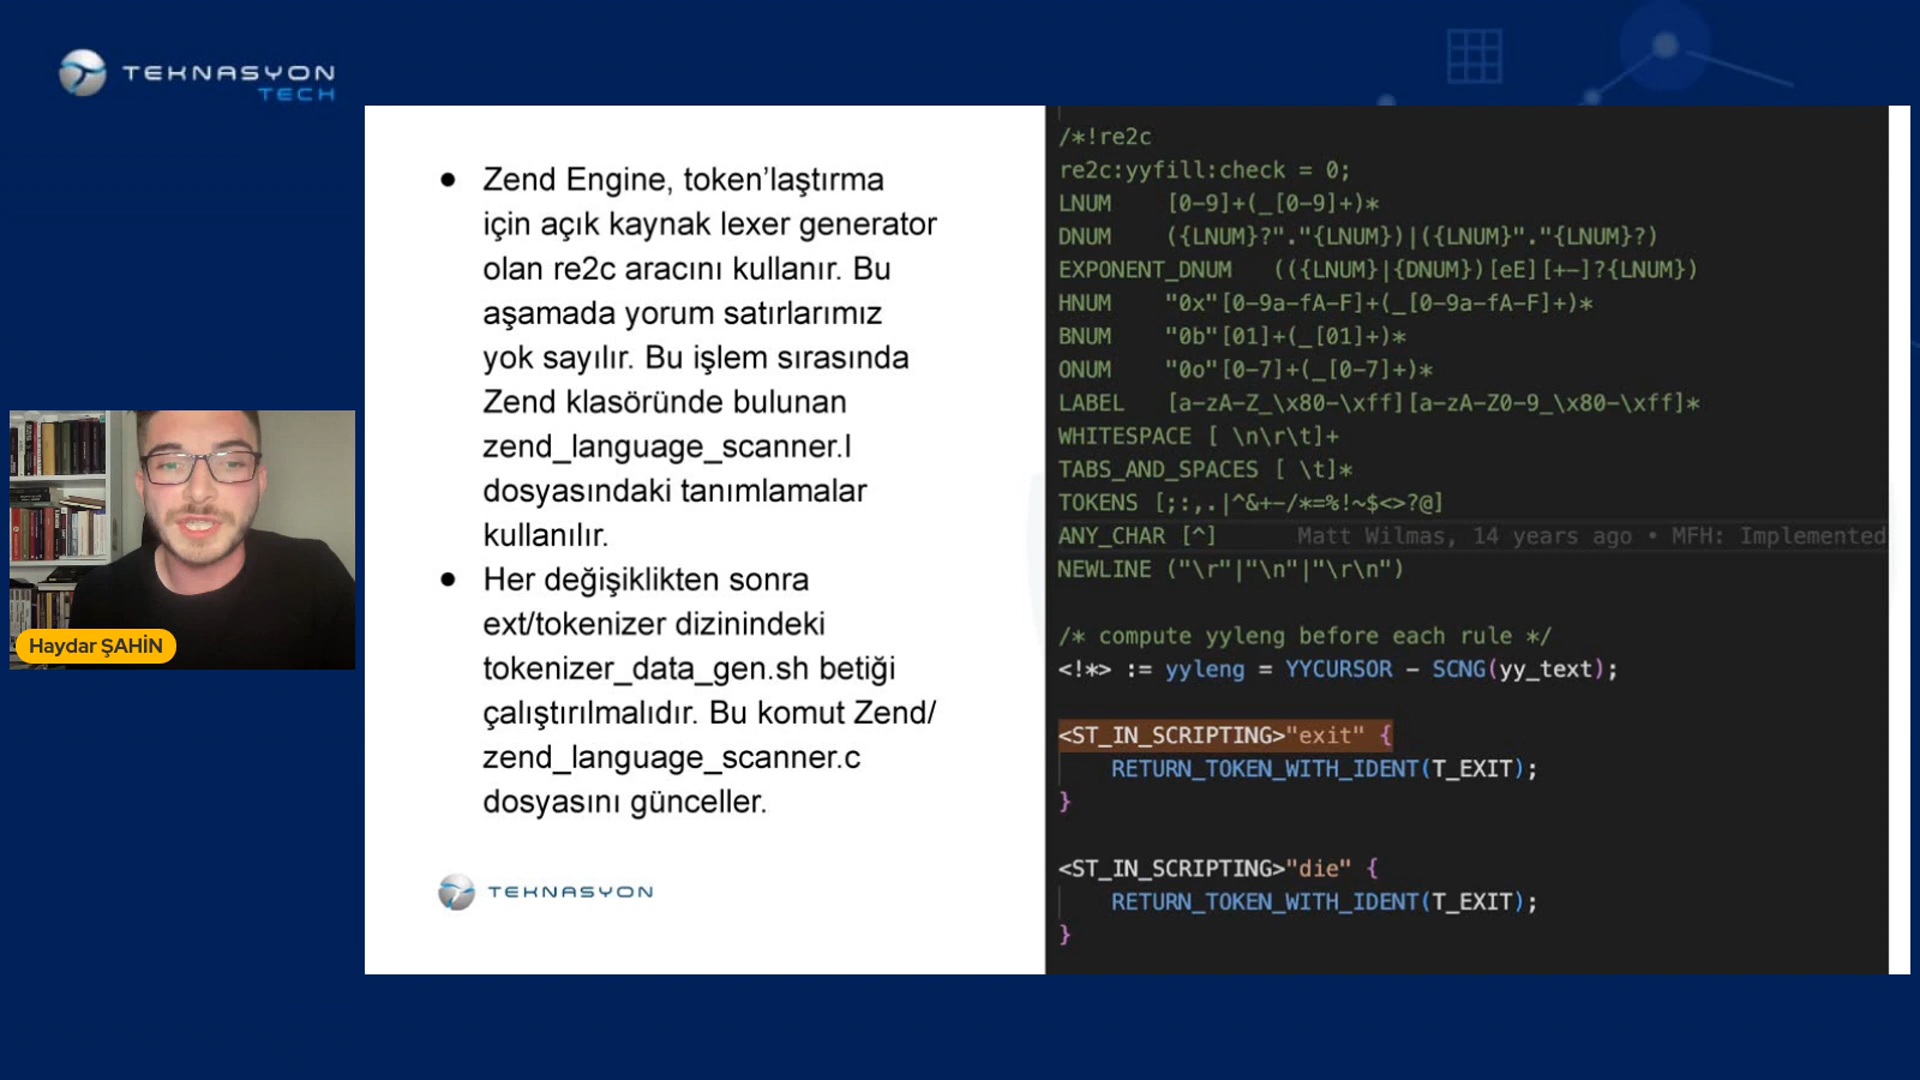 TEKNASYON
TECH
• Zend Engine, token’laştırma
için açık kaynak lexer generator
olan re2c aracını kullanır. Bu
aşamada yorum satırlarımız
yok sayılır. Bu işlem sırasında
Zend klasöründe bulunan
zend_language_scanner.l
dosyasındaki tanımlamalar
kullanılır.
• Her değişiklikten sonra
ext/tokenizer dizinindeki
tokenizer_data_gen.sh betiği
çalıştırılmalıdır. Bu komut Zend/
zend_language_scanner.c
dosyasını günceller.
TEKNASYON
Haydar ŞAHİN
/*!re2c
re2c:yyfill:check = 0;
LNUM [0-9]+(_[0-9]+)*
DNUM ({LNUM}?"."{LNUM})|({LNUM}"."{LNUM}?)
EXPONENT_DNUM (({LNUM}|{DNUM})[eE][+-]?{LNUM})
HNUM "0x"[0-9a-fA-F]+(_[0-9a-fA-F]+)*
BNUM "0b"[01]+(_[01]+)*
ONUM "0o"[0-7]+(_[0-7]+)*
LABEL [a-zA-Z_\x80-\xff][a-zA-Z0-9_\x80-\xff]*
WHITESPACE [ \n\r\t]+
TABS_AND_SPACES [ \t]*
TOKENS [;:,.|^&+-/*=%!~$<>?@]
ANY_CHAR [^] Matt Wilmas, 14 years ago • MFH: Implemented
NEWLINE ("\r"|"\n"|"\r\n")
/* compute yyleng before each rule */
<!*> := yyleng = YYCURSOR - SCNG(yy_text);
<ST_IN_SCRIPTING>"exit" {
RETURN_TOKEN_WITH_IDENT(T_EXIT);
}
<ST_IN_SCRIPTING>"die" {
RETURN_TOKEN_WITH_IDENT(T_EXIT);
}